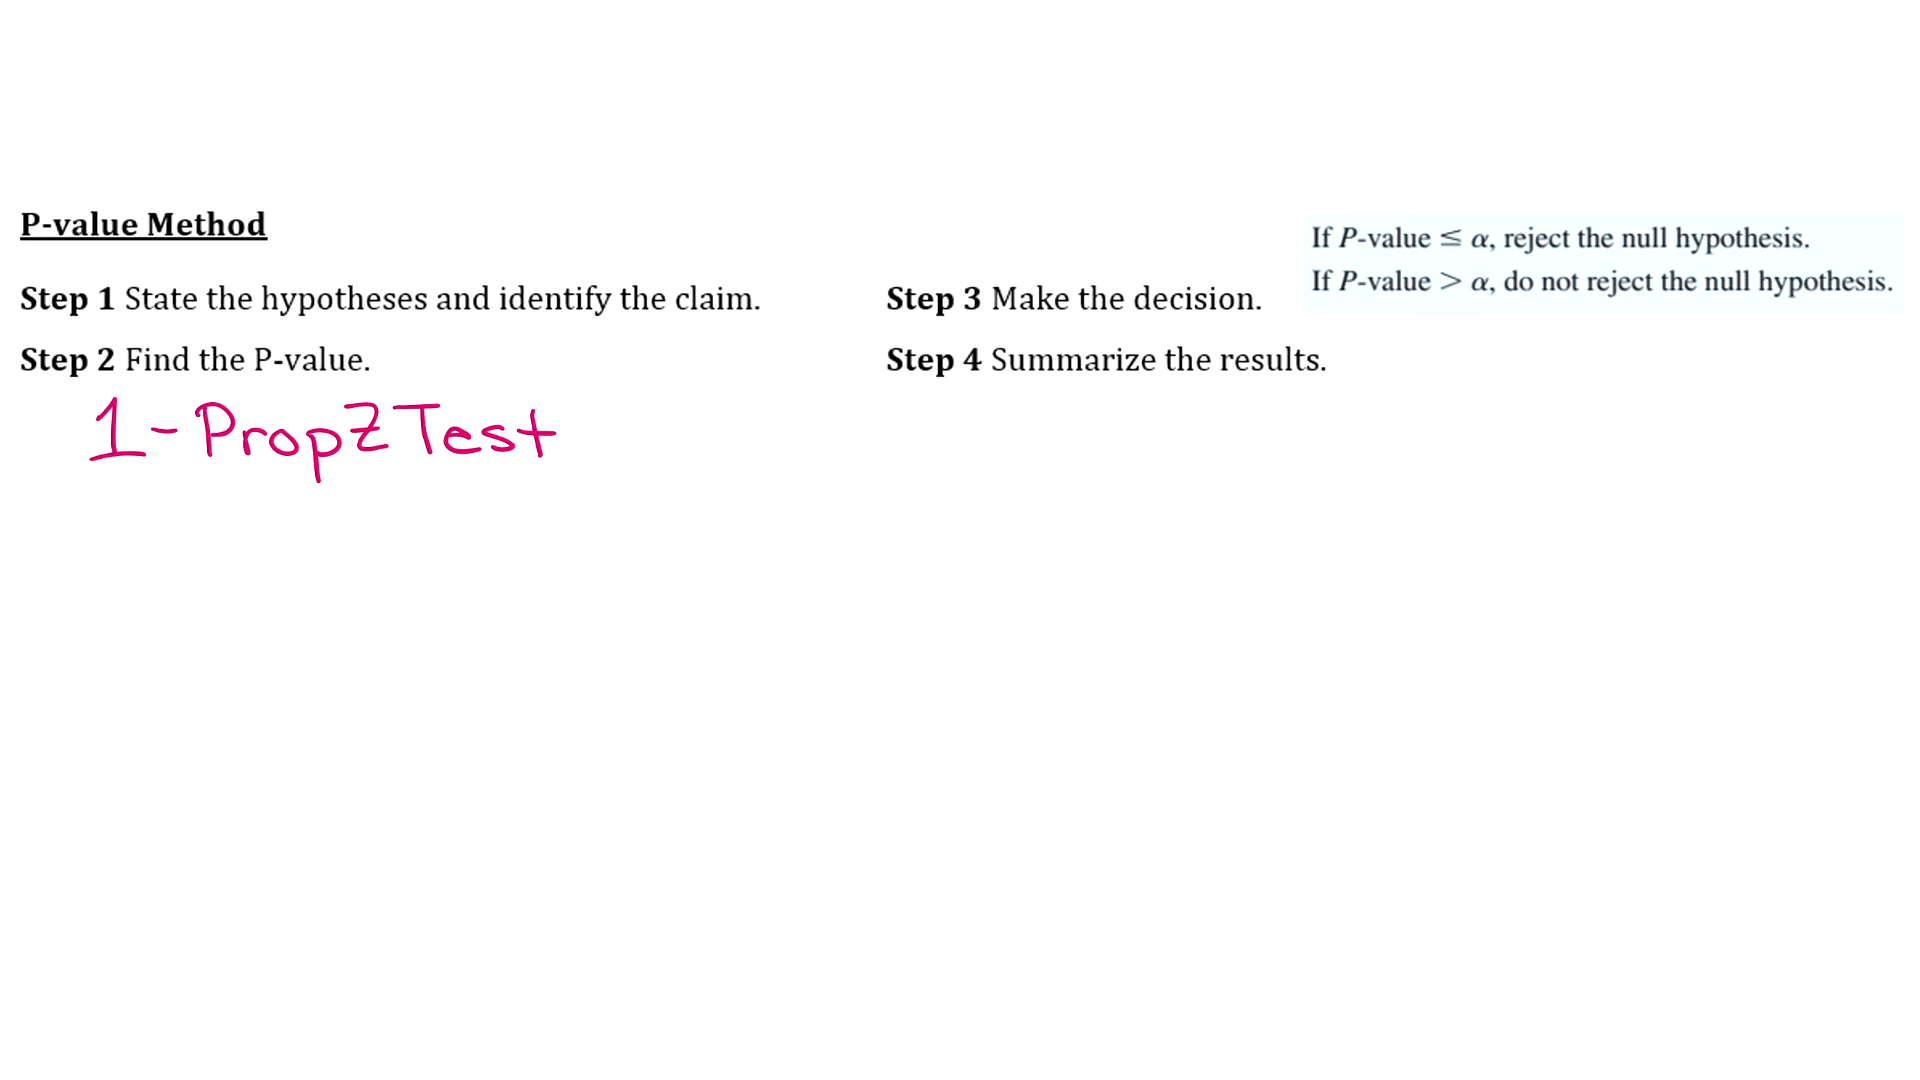 P-value Method
Step 1 State the hypotheses and identify the claim.
Step 2 Find the P-value.
1-PropZTest
If P-value ≤ α, reject the null hypothesis.
If P-value > α, do not reject the null hypothesis.
Step 3 Make the decision.
Step 4 Summarize the results.